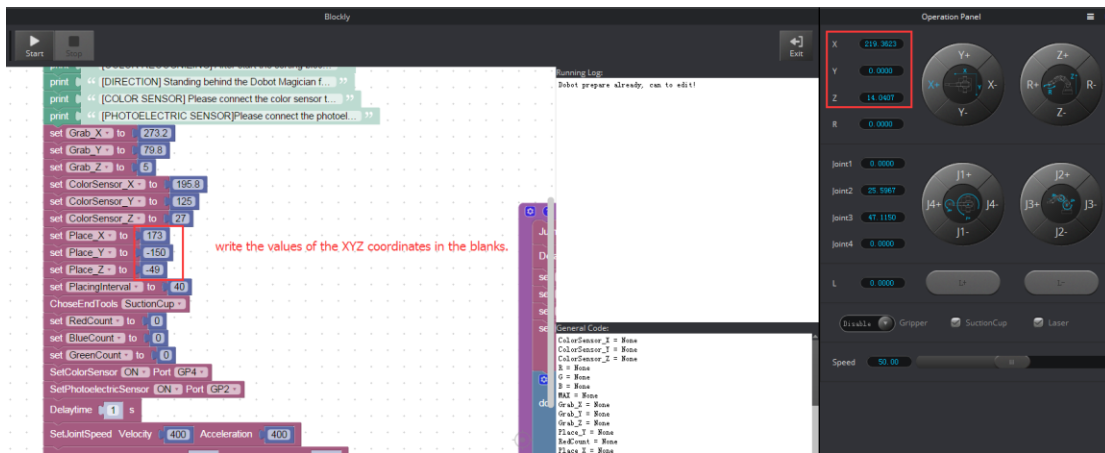 Blockly
Start
Stop
Exit
print “ [DIRECTION] Standing behind the Dobot Magician f... ”
print “ [COLOR SENSOR] Please connect the color sensor t... ”
print “ [PHOTOELECTRIC SENSOR]Please connect the photoel... ”
set Grab_X to 273.2
set Grab_Y to 79.8
set Grab_Z to 5
set ColorSensor_X to 195.8
set ColorSensor_Y to 125
set ColorSensor_Z to 27
set Place_X to 173
set Place_Y to -150
set Place_Z to -49
set PlacingInterval to 40
ChoseEndTools SuctionCup
set RedCount to 0
set BlueCount to 0
set GreenCount to 0
SetColorSensor ON Port GP4
SetPhotoelectricSensor ON Port GP2
Delaytime 1 s
SetJointSpeed Velocity 400 Acceleration 400
write the values of the XYZ coordinates in the blanks.
Running Log:
Dobot prepare already, can to edit!
General Code:
ColorSensor_X = None
ColorSensor_Y = None
ColorSensor_Z = None
R = None
G = None
B = None
MAX = None
Grab_X = None
Grab_Y = None
Grab_Z = None
Place_Y = None
RedCount = None
Place_X = None
Operation Panel
X 219.3623
Y 0.0000
Z 14.0407
R 0.0000
Y+
X+ X-
Y-
Z+
R+ R-
Z-
Joint1 0.0000
Joint2 25.5967
Joint3 47.1150
Joint4 0.0000
J1+
J4+ J4-
J1-
J2+
J3+ J3-
J2-
L 0.0000 L+ L-
Disable Gripper SuctionCup Laser
Speed 50.00